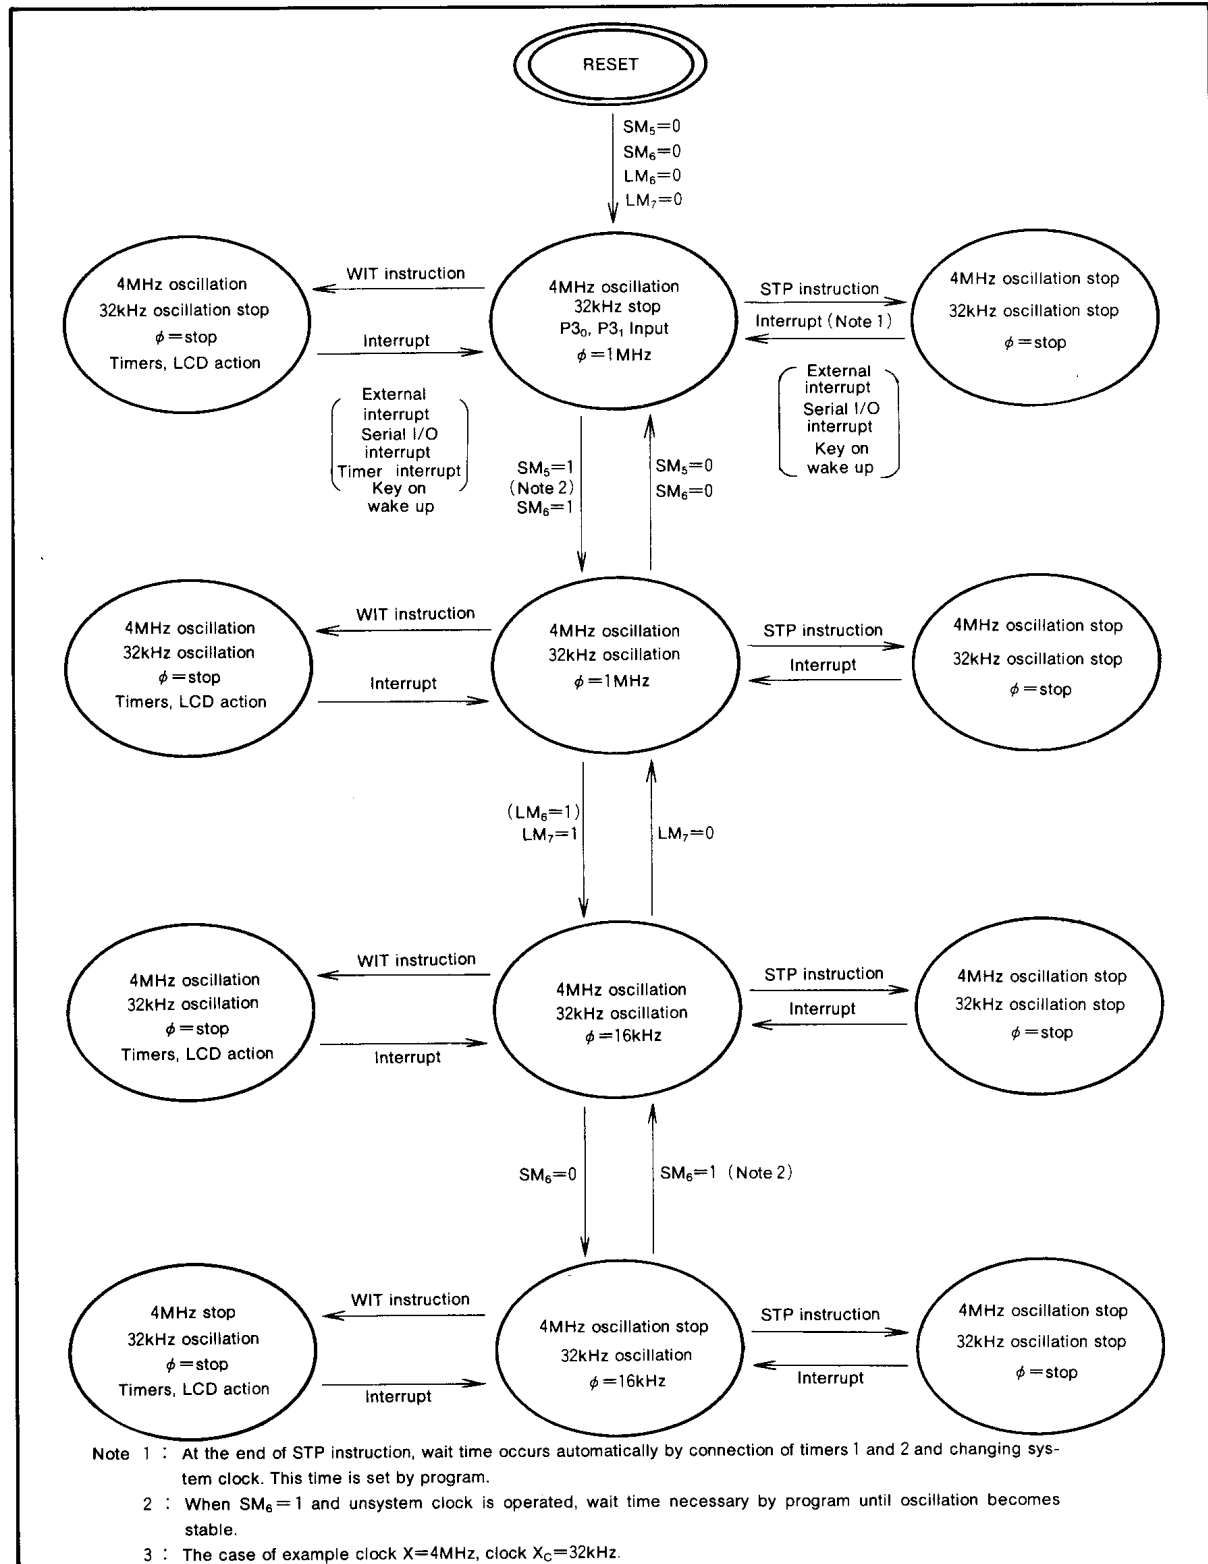 RESET
SM₅=0
SM₆=0
LM₆=0
LM₇=0
4MHz oscillation
32kHz oscillation stop
ϕ=stop
Timers, LCD action
WIT instruction
Interrupt
External
interrupt
Serial I/O
interrupt
Timer interrupt
Key on
wake up
4MHz oscillation
32kHz stop
P3₀, P3₁ Input
ϕ=1MHz
STP instruction
Interrupt (Note 1)
External
interrupt
Serial I/O
interrupt
Key on
wake up
4MHz oscillation stop
32kHz oscillation stop
ϕ=stop
SM₅=1
(Note 2)
SM₆=1
SM₅=0
SM₆=0
4MHz oscillation
32kHz oscillation
ϕ=stop
Timers, LCD action
WIT instruction
Interrupt
4MHz oscillation
32kHz oscillation
ϕ=1MHz
STP instruction
Interrupt
4MHz oscillation stop
32kHz oscillation stop
ϕ=stop
(LM₆=1)
LM₇=1
LM₇=0
4MHz oscillation
32kHz oscillation
ϕ=stop
Timers, LCD action
WIT instruction
Interrupt
4MHz oscillation
32kHz oscillation
ϕ=16kHz
STP instruction
Interrupt
4MHz oscillation stop
32kHz oscillation stop
ϕ=stop
SM₆=0
SM₆=1 (Note 2)
4MHz stop
32kHz oscillation
ϕ=stop
Timers, LCD action
WIT instruction
Interrupt
4MHz oscillation stop
32kHz oscillation
ϕ=16kHz
STP instruction
Interrupt
4MHz oscillation stop
32kHz oscillation stop
ϕ=stop
Note 1 : At the end of STP instruction, wait time occurs automatically by connection of timers 1 and 2 and changing sys-
tem clock. This time is set by program.
2 : When SM₆=1 and unsystem clock is operated, wait time necessary by program until oscillation becomes
stable.
3 : The case of example clock X=4MHz, clock X_C=32kHz.